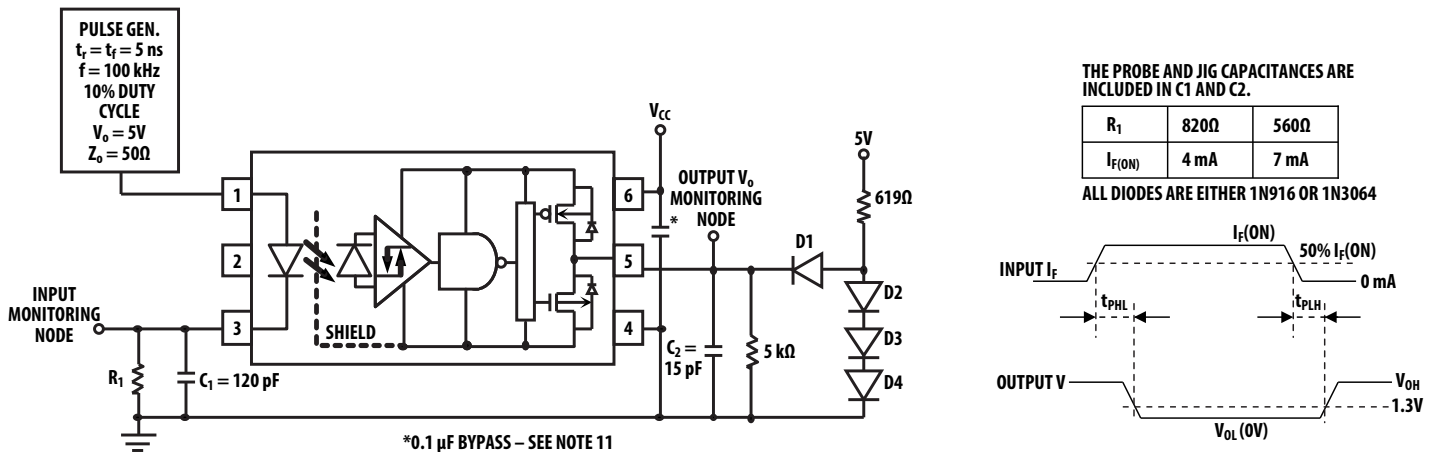 PULSE GEN.
tr = tf = 5 ns
f = 100 kHz
10% DUTY
CYCLE
Vo = 5V
Zo = 50Ω
1
2
3
INPUT
MONITORING
NODE
R1
C1 = 120 pF
SHIELD
VCC
6
5
4
*
OUTPUT Vo
MONITORING
NODE
C2 =
15 pF
5 kΩ
D1
5V
619Ω
D2
D3
D4
*0.1 µF BYPASS – SEE NOTE 11
THE PROBE AND JIG CAPACITANCES ARE
INCLUDED IN C1 AND C2.
R1 820Ω 560Ω
IF(ON) 4 mA 7 mA
ALL DIODES ARE EITHER 1N916 OR 1N3064
IF(ON)
50% IF(ON)
INPUT IF
0 mA
tPHL
tPLH
OUTPUT V
VOH
1.3V
VOL (0V)